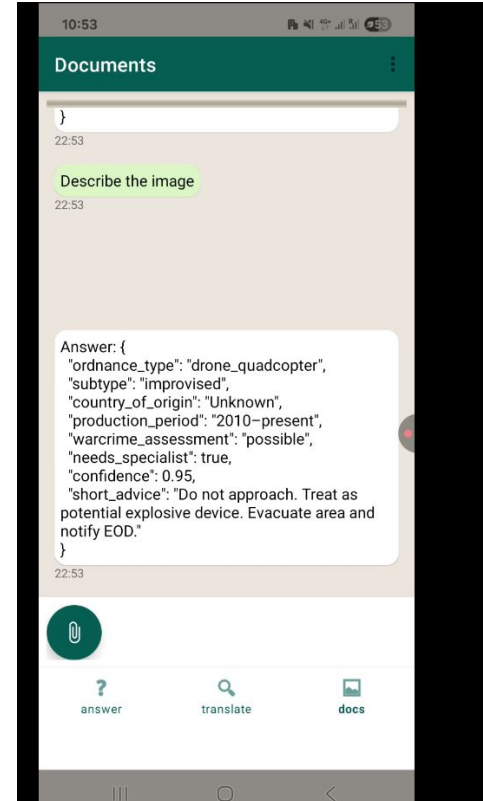 10:53
53
Documents
}
22:53
Describe the image
22:53
Answer: {
"ordnance_type": "drone_quadcopter",
"subtype": "improvised",
"country_of_origin": "Unknown",
"production_period": "2010–present",
"warcrime_assessment": "possible",
"needs_specialist": true,
"confidence": 0.95,
"short_advice": "Do not approach. Treat as
potential explosive device. Evacuate area and
notify EOD."
}
22:53
?
answer
translate
docs